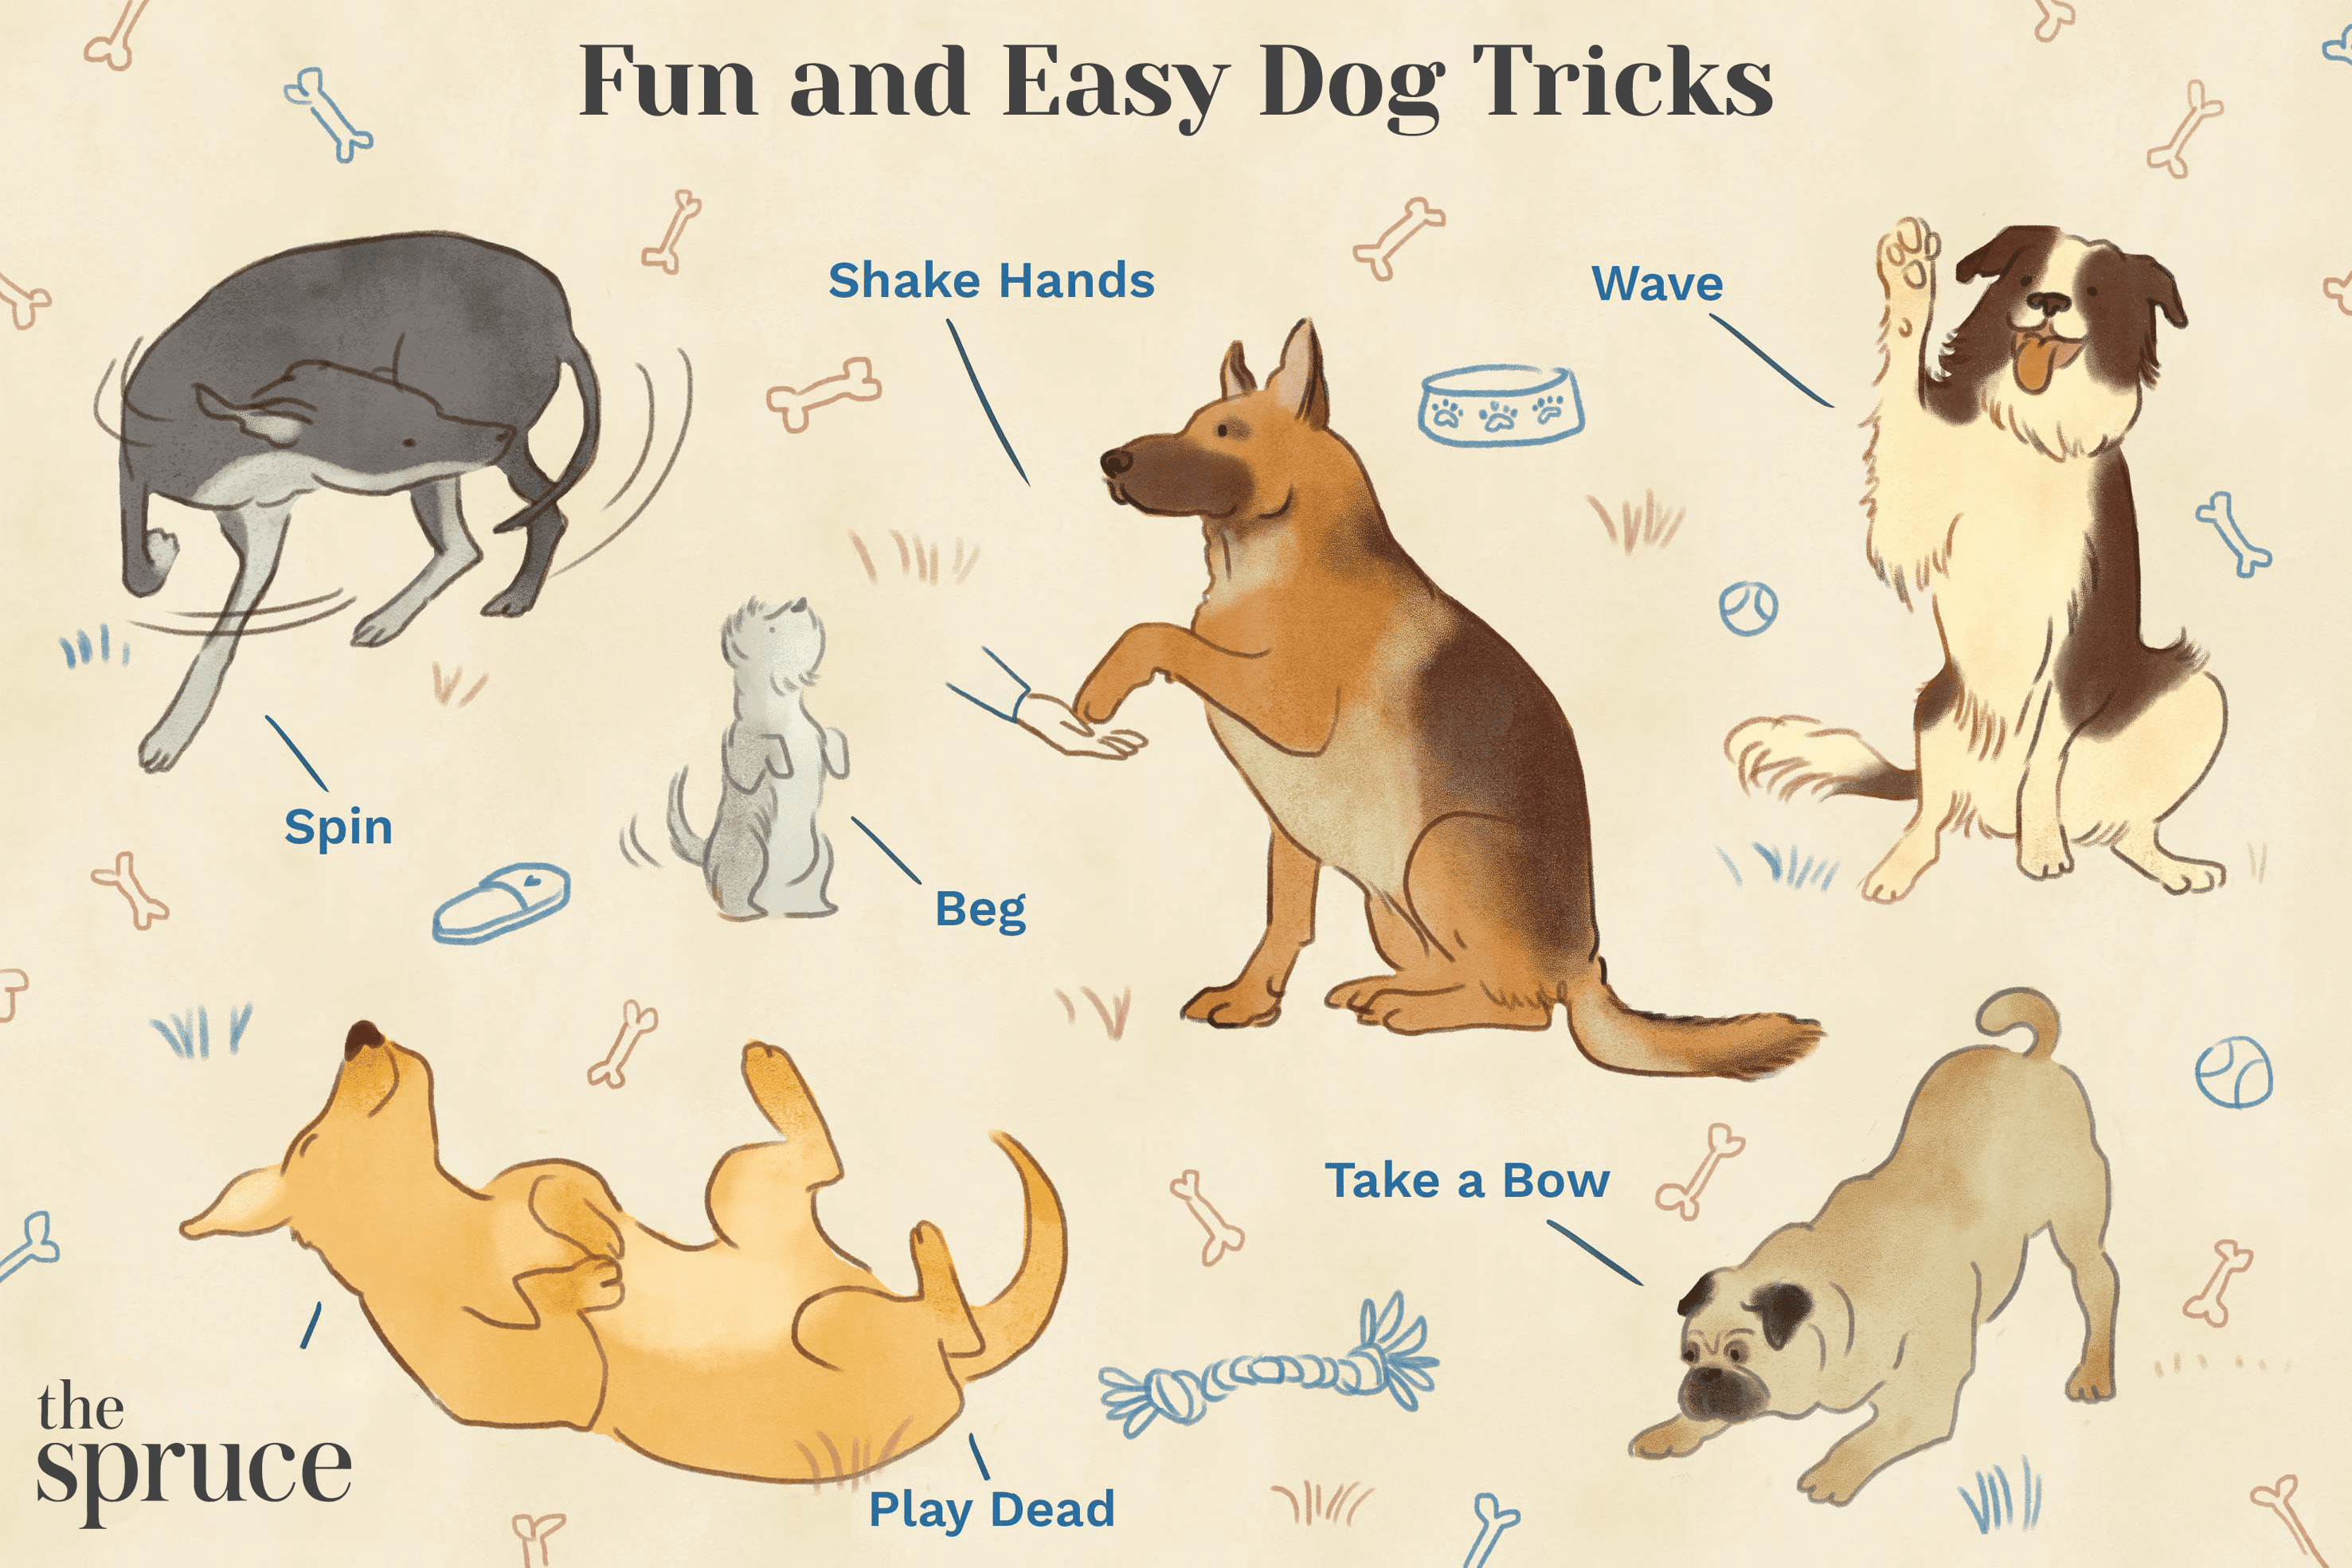 Fun and Easy Dog Tricks
Shake Hands
Wave
Spin
Beg
Take a Bow
Play Dead
the
spruce